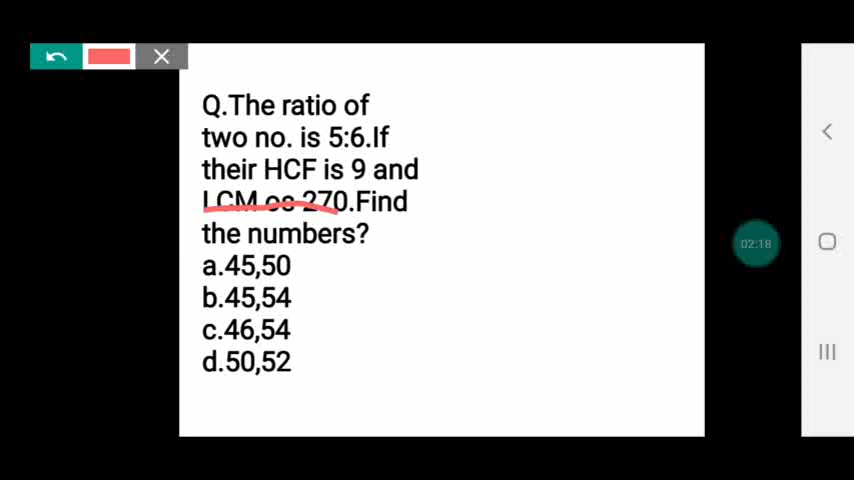 Q.The ratio of
two no. is 5:6.If
their HCF is 9 and
LCM os 270.Find
the numbers?
a.45,50
b.45,54
c.46,54
d.50,52
02:18